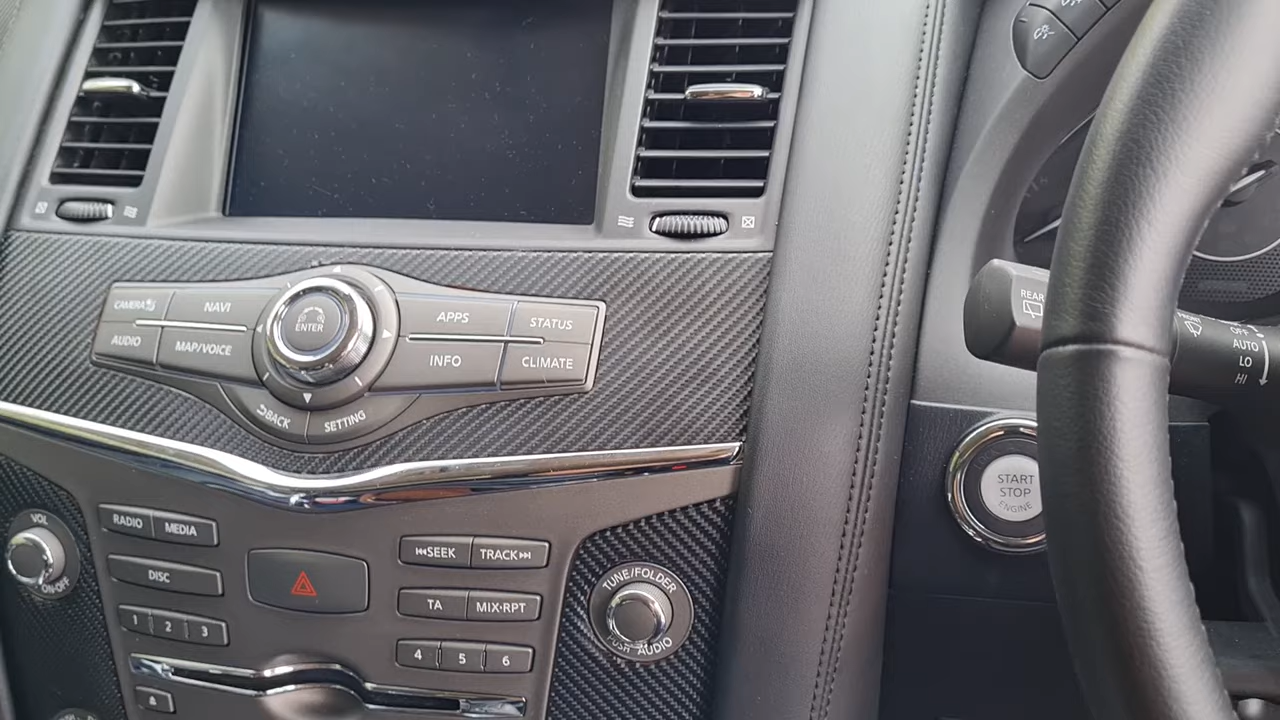 CAMERA
NAVI
AUDIO
MAP/VOICE
ENTER
APPS
STATUS
INFO
CLIMATE
BACK
SETTING
REAR
FRONT
OFF
AUTO
LO
HI
START
STOP
ENGINE
VOL
ON·OFF
RADIO
MEDIA
DISC
1
2
3
SEEK
TRACK
TA
MIX·RPT
4
5
6
TUNE/FOLDER
PUSH AUDIO